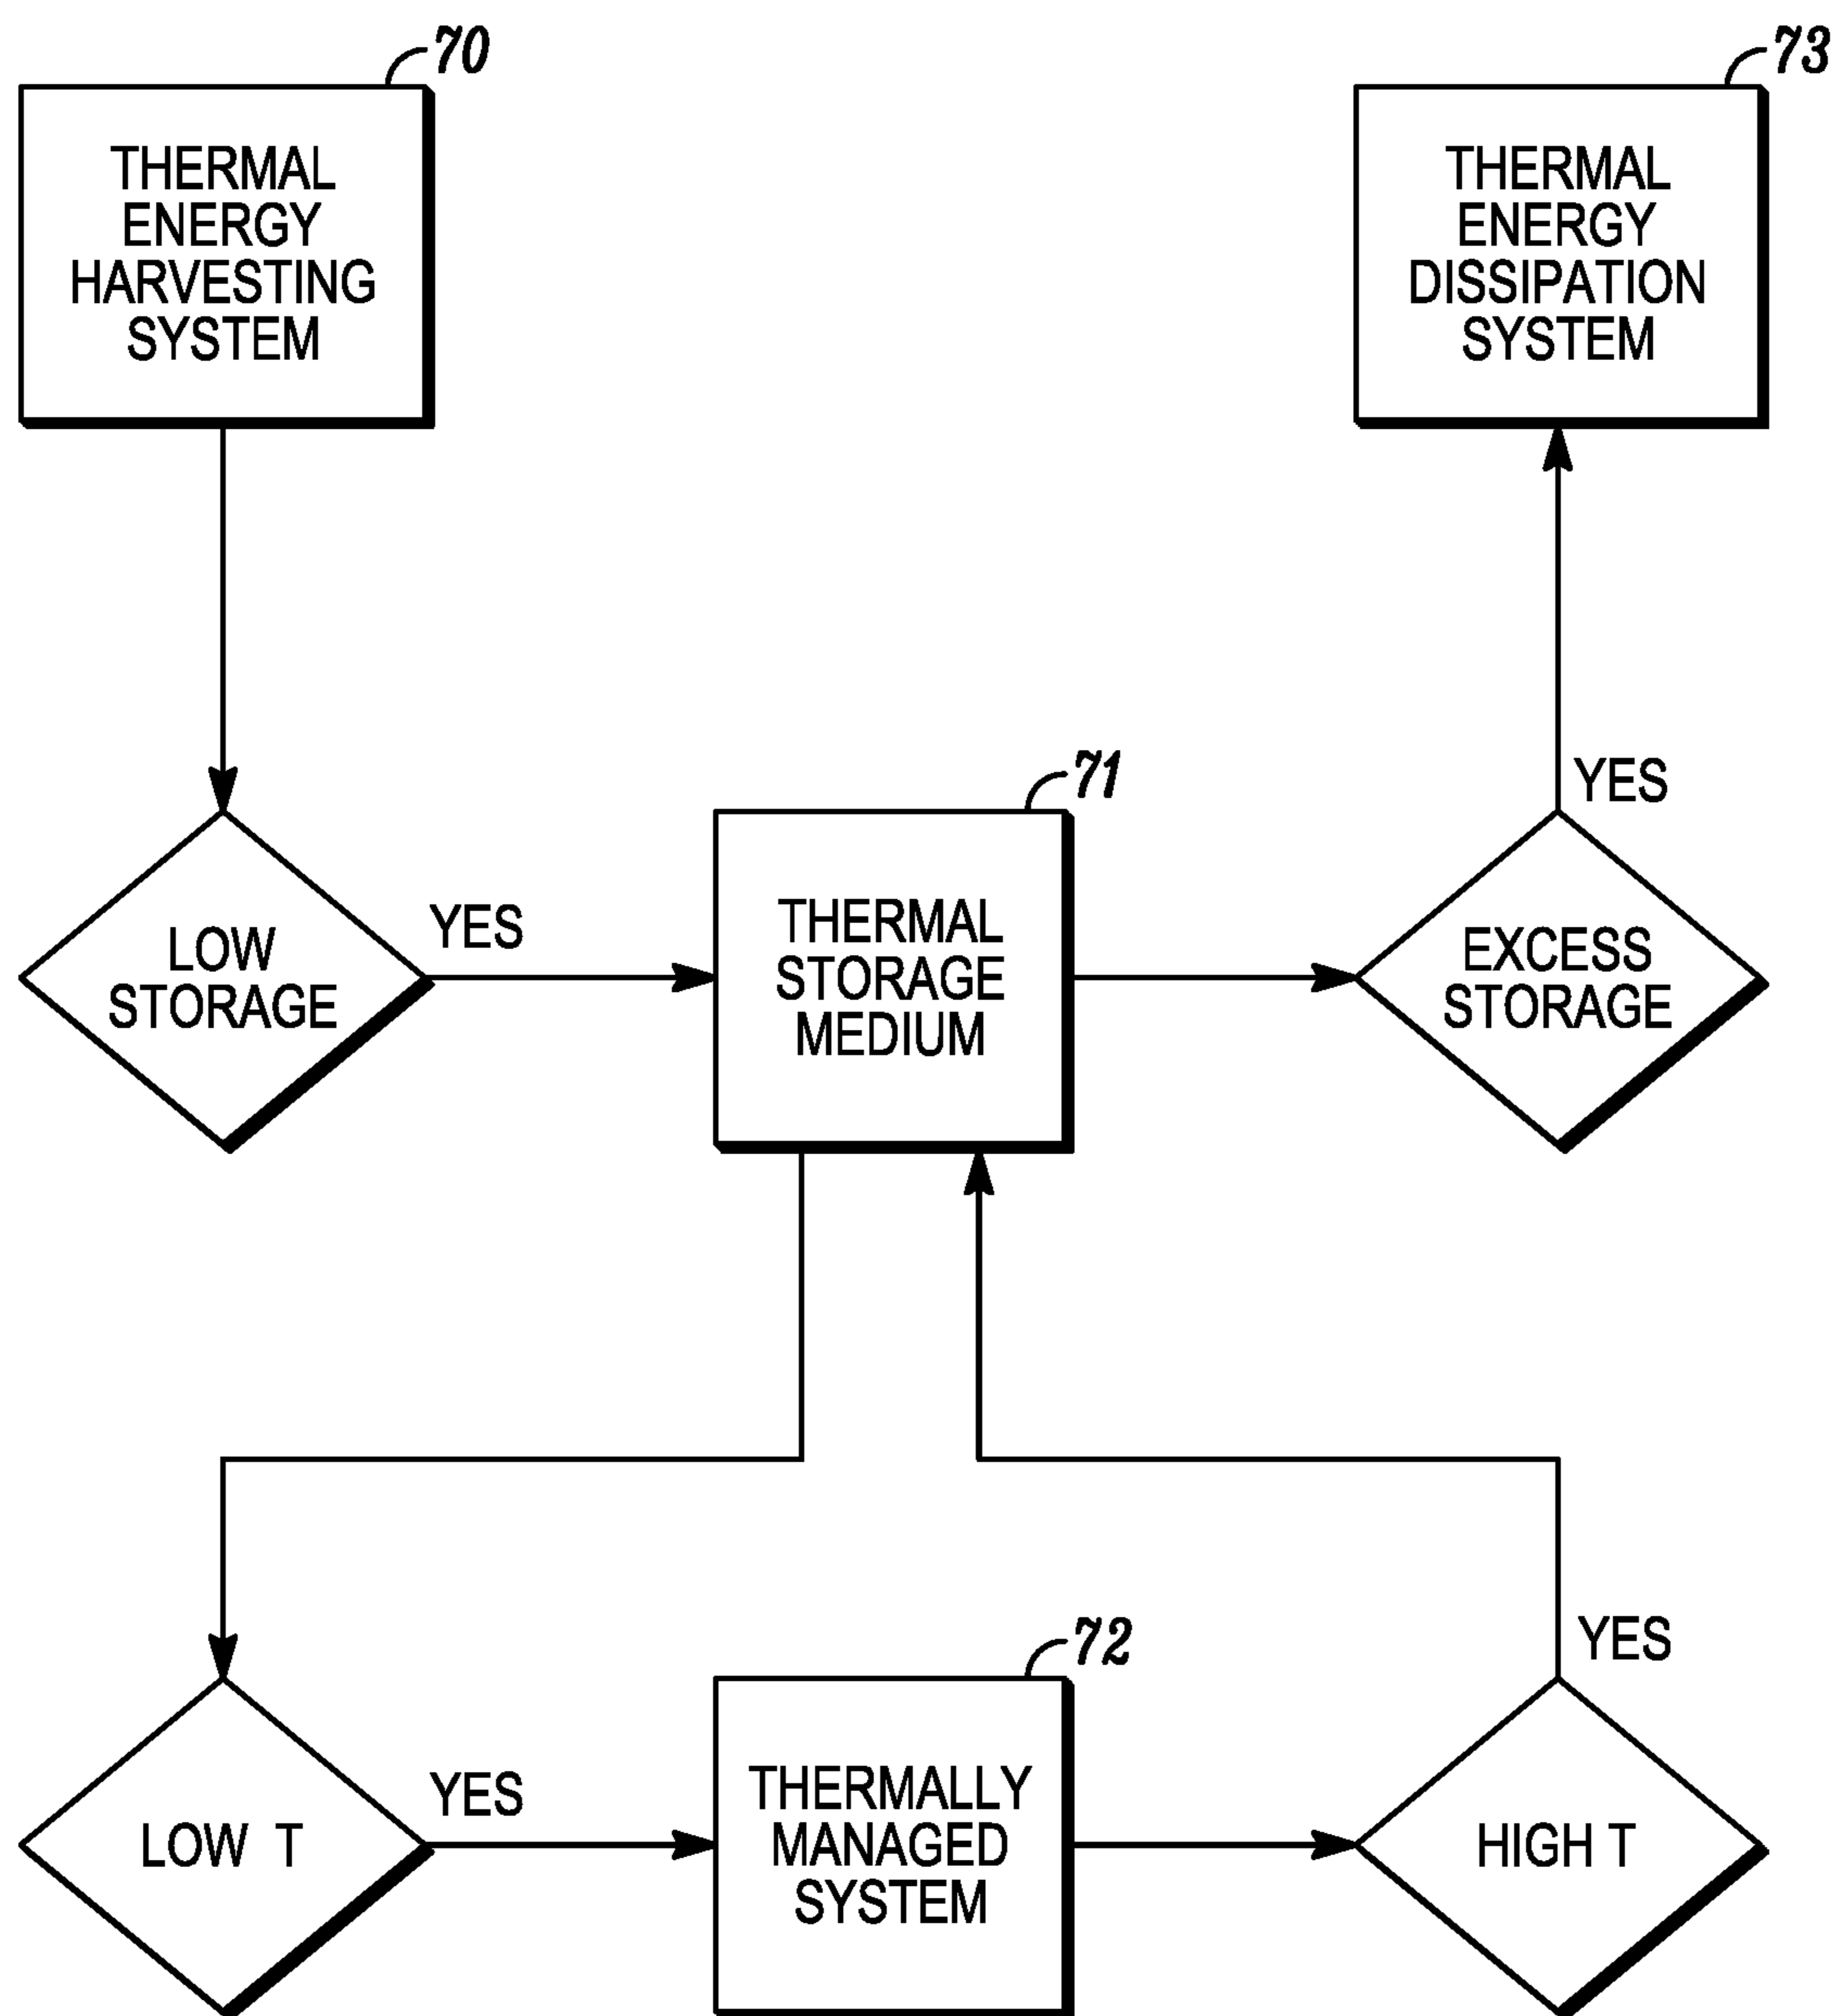 70
THERMAL
ENERGY
HARVESTING
SYSTEM
73
THERMAL
ENERGY
DISSIPATION
SYSTEM
LOW
STORAGE
YES
71
THERMAL
STORAGE
MEDIUM
YES
EXCESS
STORAGE
LOW T
YES
72
THERMALLY
MANAGED
SYSTEM
YES
HIGH T